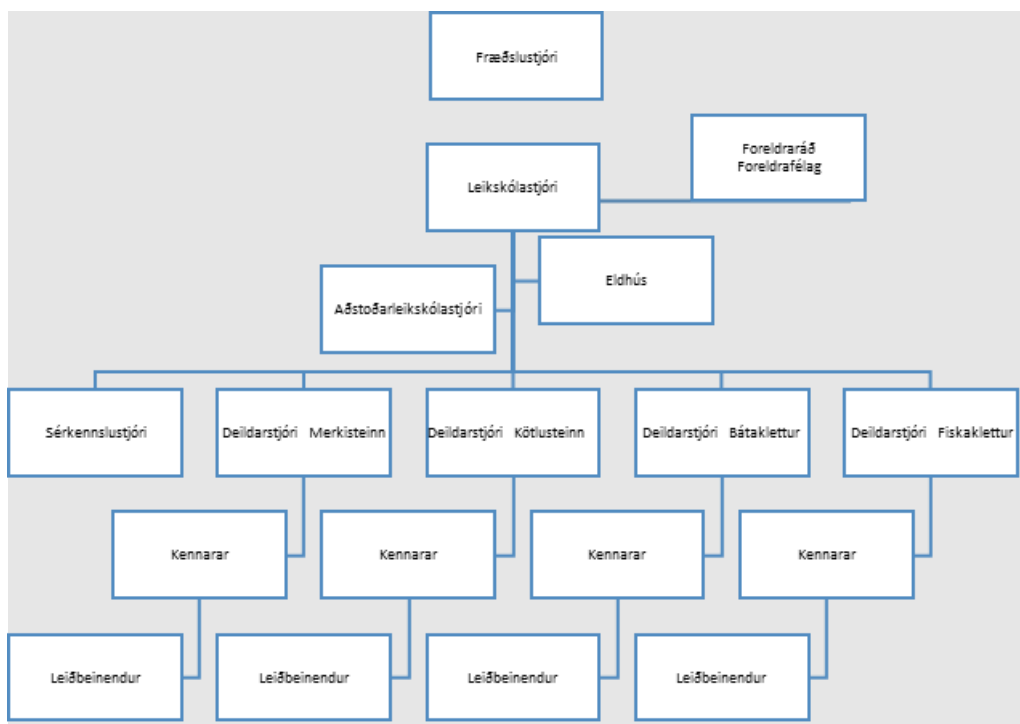 Fræðslustjóri
Foreldraráð
Foreldrafélag
Leikskólastjóri
Eldhús
Aðstoðarleikskólastjóri
Sérkennslustjóri
Deildarstjóri Merkisteinn
Deildarstjóri Kötlusteinn
Deildarstjóri Bátaklettur
Deildarstjóri Fiskaklettur
Kennarar
Kennarar
Kennarar
Kennarar
Leiðbeinendur
Leiðbeinendur
Leiðbeinendur
Leiðbeinendur